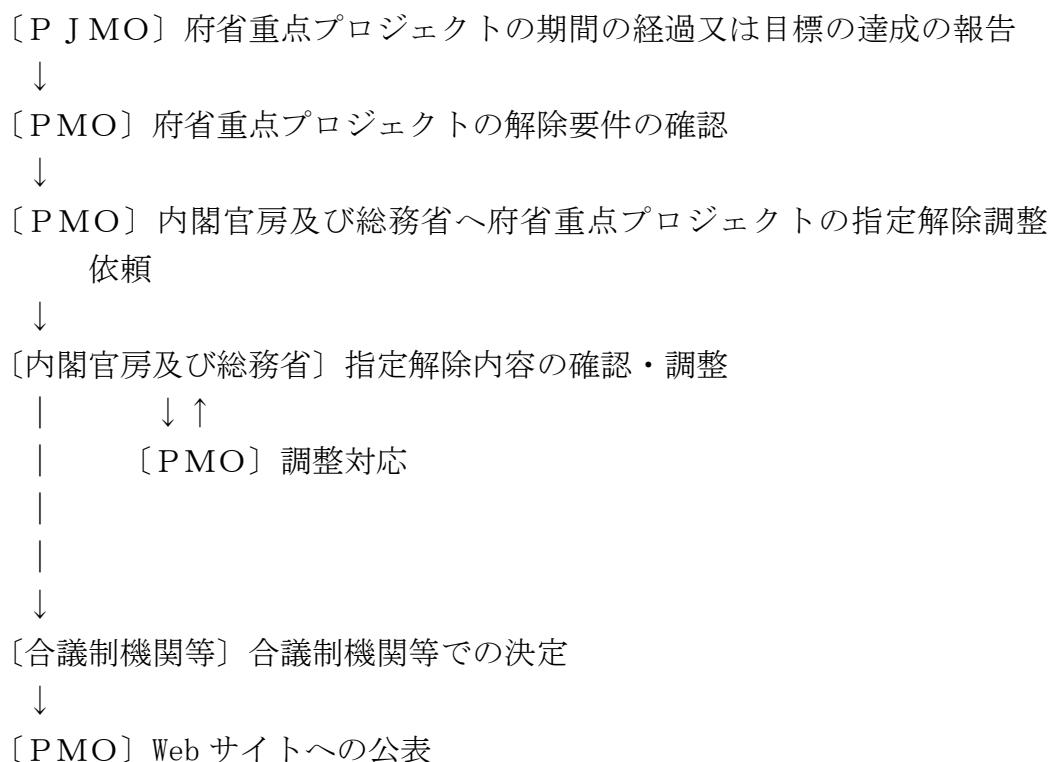 〔ＰＪＭＯ〕府省重点プロジェクトの期間の経過又は目標の達成の報告
↓
〔ＰＭＯ〕府省重点プロジェクトの解除要件の確認
↓
〔ＰＭＯ〕内閣官房及び総務省へ府省重点プロジェクトの指定解除調整
依頼
↓
〔内閣官房及び総務省〕指定解除内容の確認・調整
｜ ↓↑
｜ 〔ＰＭＯ〕調整対応
｜
｜
↓
〔合議制機関等〕合議制機関等での決定
↓
〔ＰＭＯ〕Webサイトへの公表